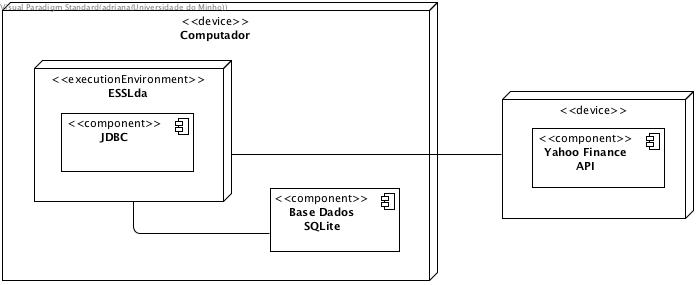 Visual Paradigm Standard(adriana(Universidade do Minho))
<<device>>
Computador
<<executionEnvironment>>
ESSLda
<<component>>
JDBC
<<component>>
Base Dados
SQLite
<<device>>
<<component>>
Yahoo Finance
API